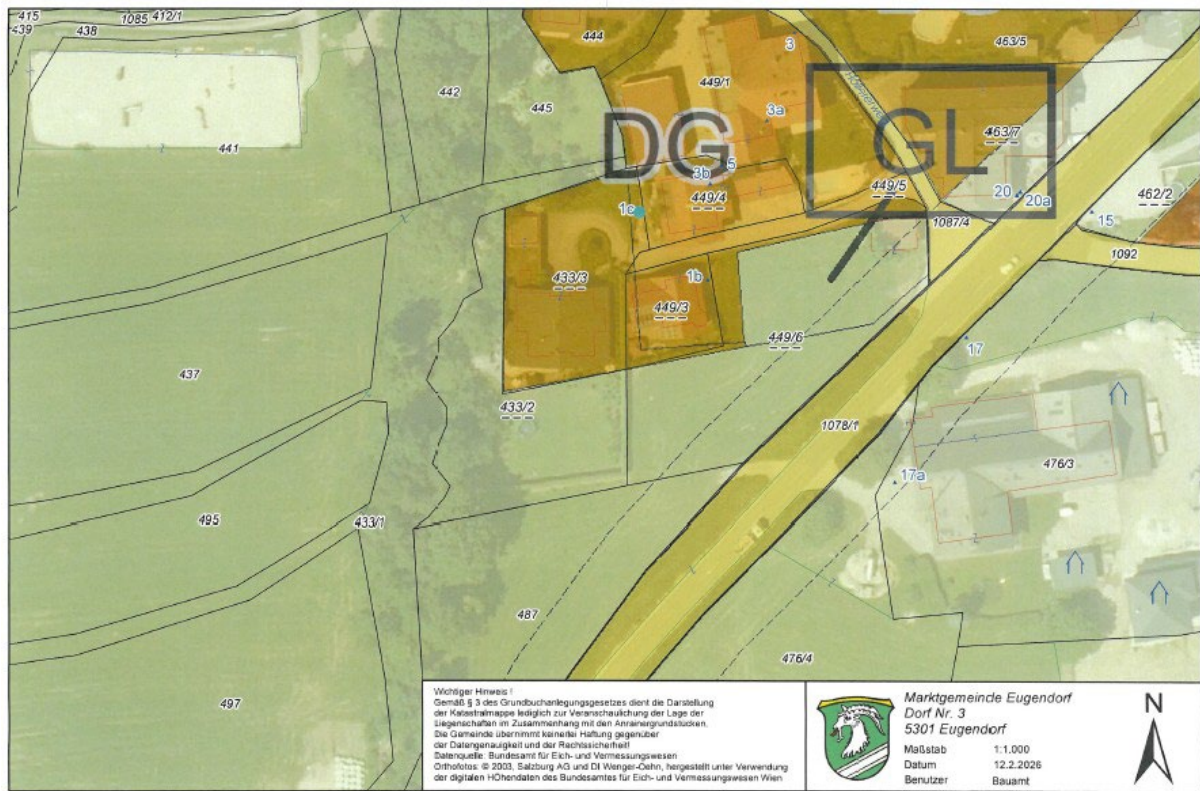 415
1085
412/1
439
438
444
3
463/5
442
445
449/1
3a
DG
GL
463/7
441
5
3b
449/4
449/5
20
20a
462/2
1c
1087/4
15
1092
433/3
1b
449/3
449/6
17
437
433/2
1078/1
476/3
17a
495
433/1
487
476/4
497
Wichtiger Hinweis !
Gemäß § 3 des Grundbuchanlegungsgesetzes dient die Darstellung
der Katastralmappe lediglich zur Veranschaulichung der Lage der
Liegenschaften im Zusammenhang mit den Anrainergrundstücken.
Die Gemeinde übernimmt keinerlei Haftung gegenüber
der Datengenauigkeit und der Rechtssicherheit!
Datenquelle: Bundesamt für Eich- und Vermessungswesen
Orthofotos: © 2003, Salzburg AG und DI Wenger-Oehn, hergestellt unter Verwendung
der digitalen HÖhendaten des Bundesamtes für Eich- und Vermessungswesen Wien
Marktgemeinde Eugendorf
Dorf Nr. 3
5301 Eugendorf
Maßstab 1:1.000
Datum 12.2.2026
Benutzer Bauamt
N